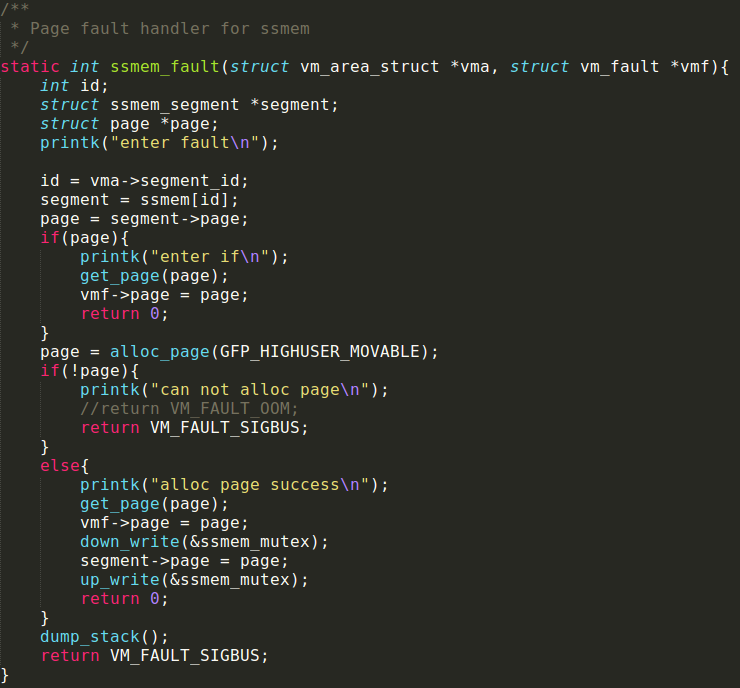 /**
 * Page fault handler for ssmem
 */
static int ssmem_fault(struct vm_area_struct *vma, struct vm_fault *vmf){
    int id;
    struct ssmem_segment *segment;
    struct page *page;
    printk("enter fault\n");

    id = vma->segment_id;
    segment = ssmem[id];
    page = segment->page;
    if(page){
        printk("enter if\n");
        get_page(page);
        vmf->page = page;
        return 0;
    }
    page = alloc_page(GFP_HIGHUSER_MOVABLE);
    if(!page){
        printk("can not alloc page\n");
        //return VM_FAULT_OOM;
        return VM_FAULT_SIGBUS;
    }
    else{
        printk("alloc page success\n");
        get_page(page);
        vmf->page = page;
        down_write(&ssmem_mutex);
        segment->page = page;
        up_write(&ssmem_mutex);
        return 0;
    }
    dump_stack();
    return VM_FAULT_SIGBUS;
}